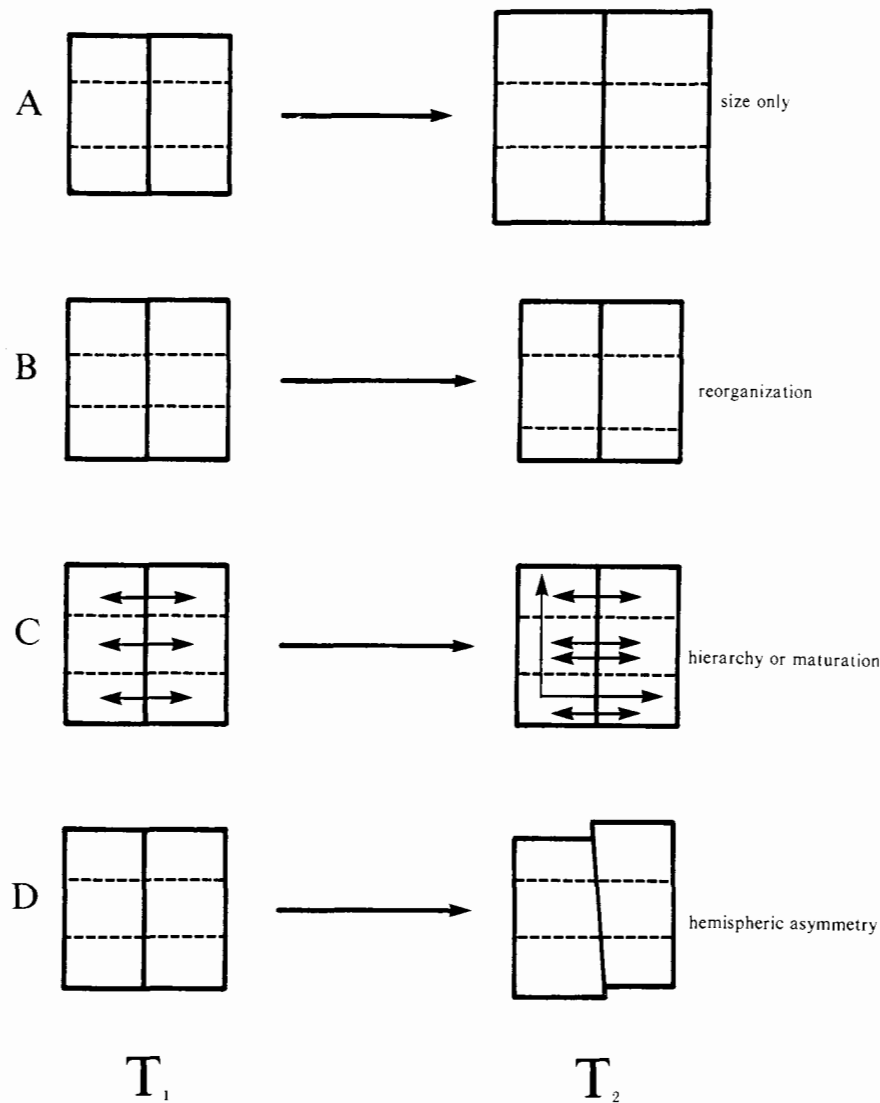 A
size only
B
reorganization
C
hierarchy or maturation
D
hemispheric asymmetry
T₁ T₂